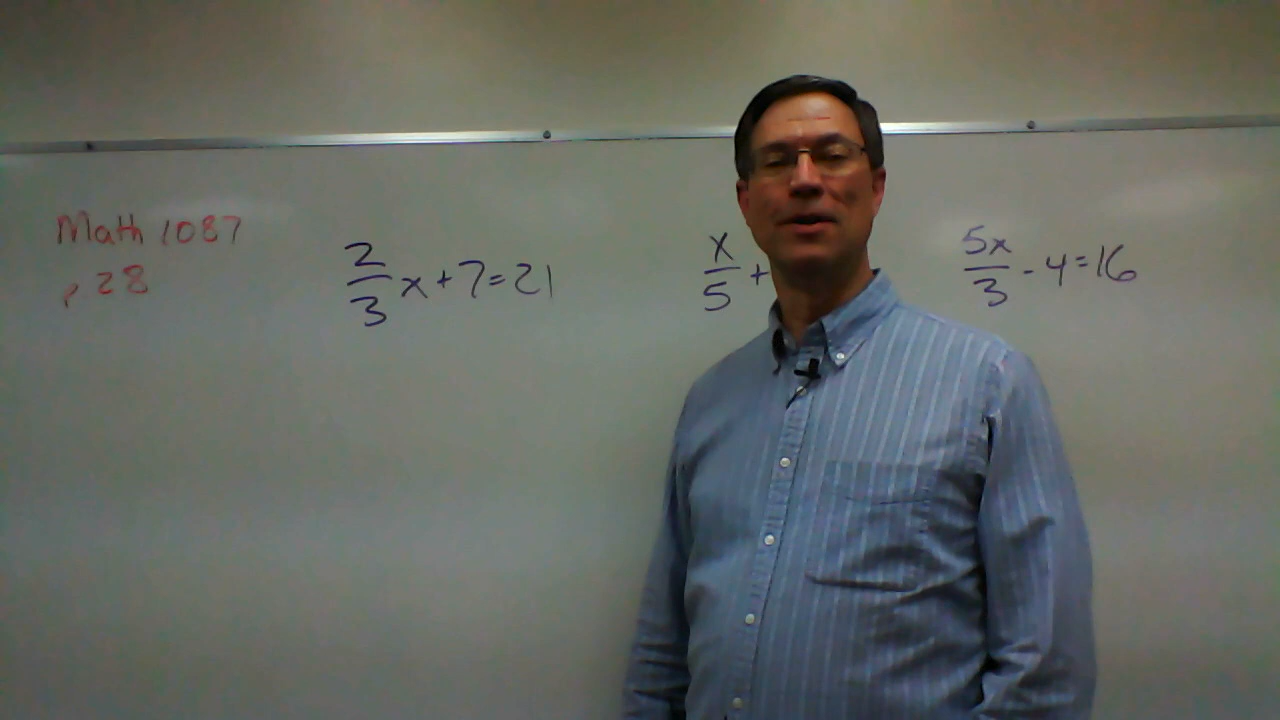 Math 1087
p 28
2/3 x + 7 = 21
x/5 +
5x/3 - 4 = 16